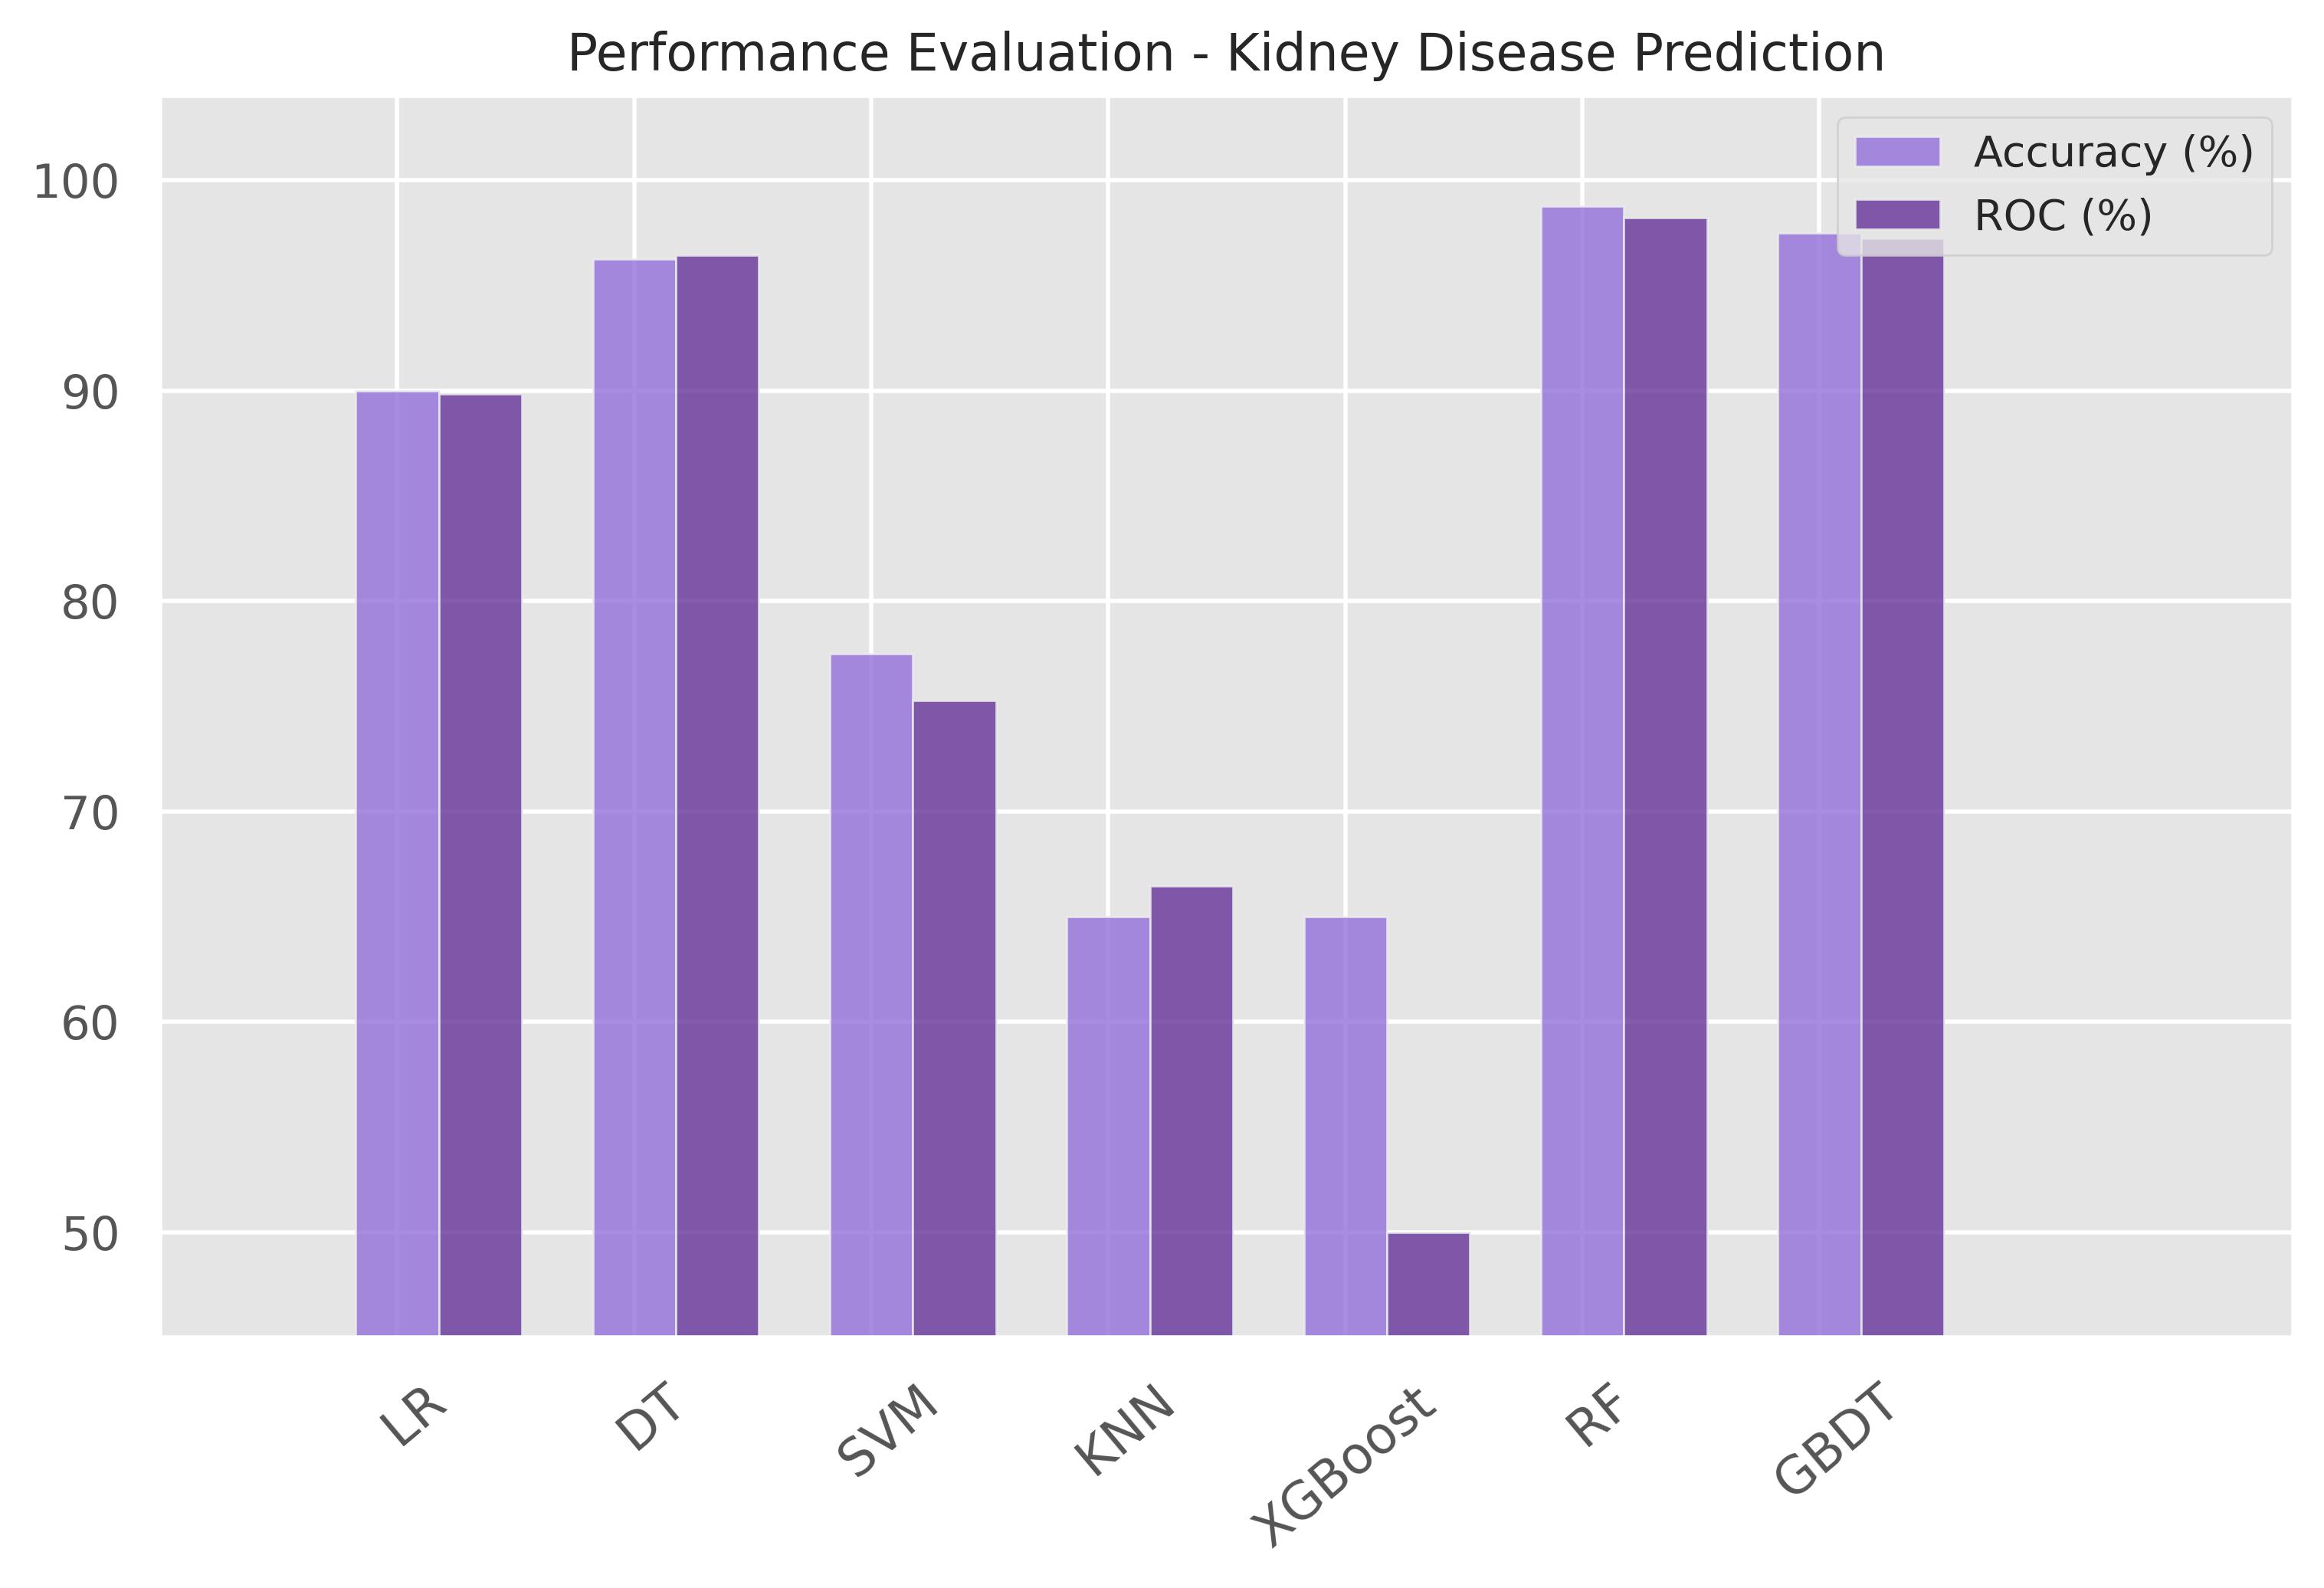 Performance Evaluation - Kidney Disease Prediction
Accuracy (%)
ROC (%)
100
90
80
70
60
50
LR
DT
SVM
KNN
XGBoost
RF
GBDT